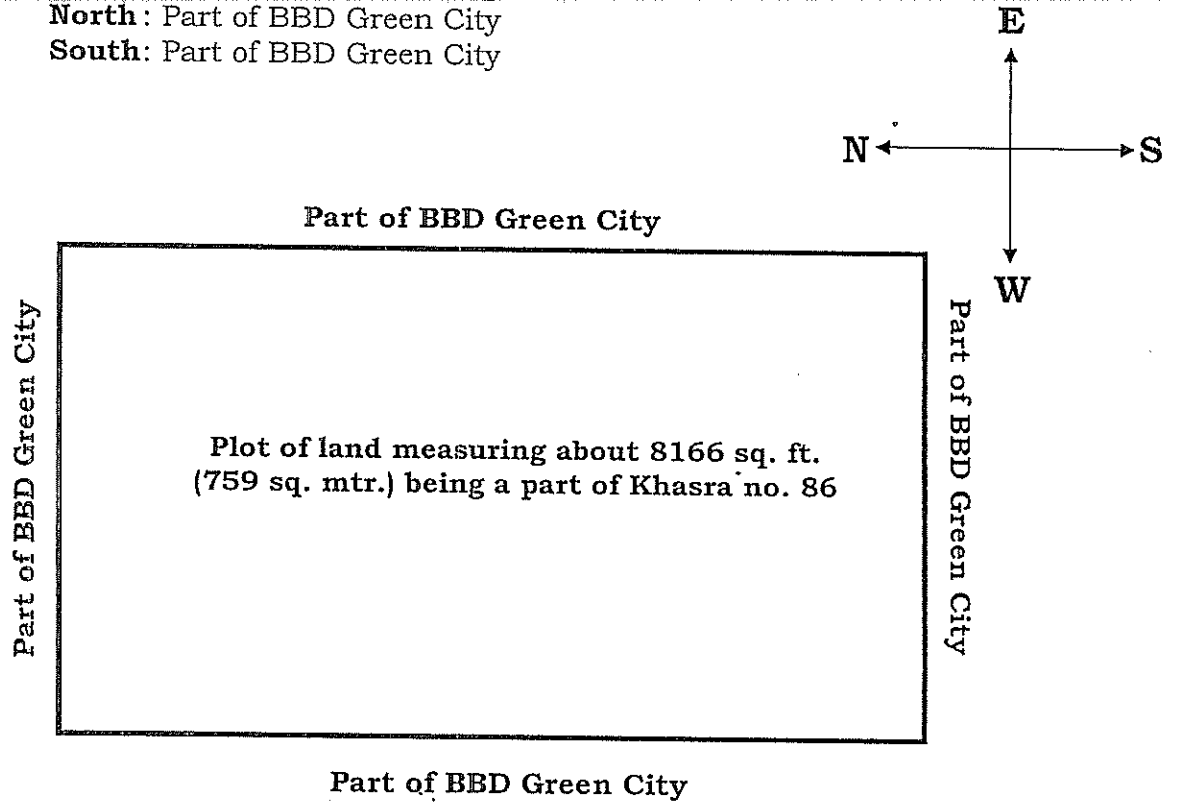 North: Part of BBD Green City
South: Part of BBD Green City
E
N
S
W
Part of BBD Green City
Part of BBD Green City
Part of BBD Green City
Plot of land measuring about 8166 sq. ft.
(759 sq. mtr.) being a part of Khasra no. 86
Part of BBD Green City